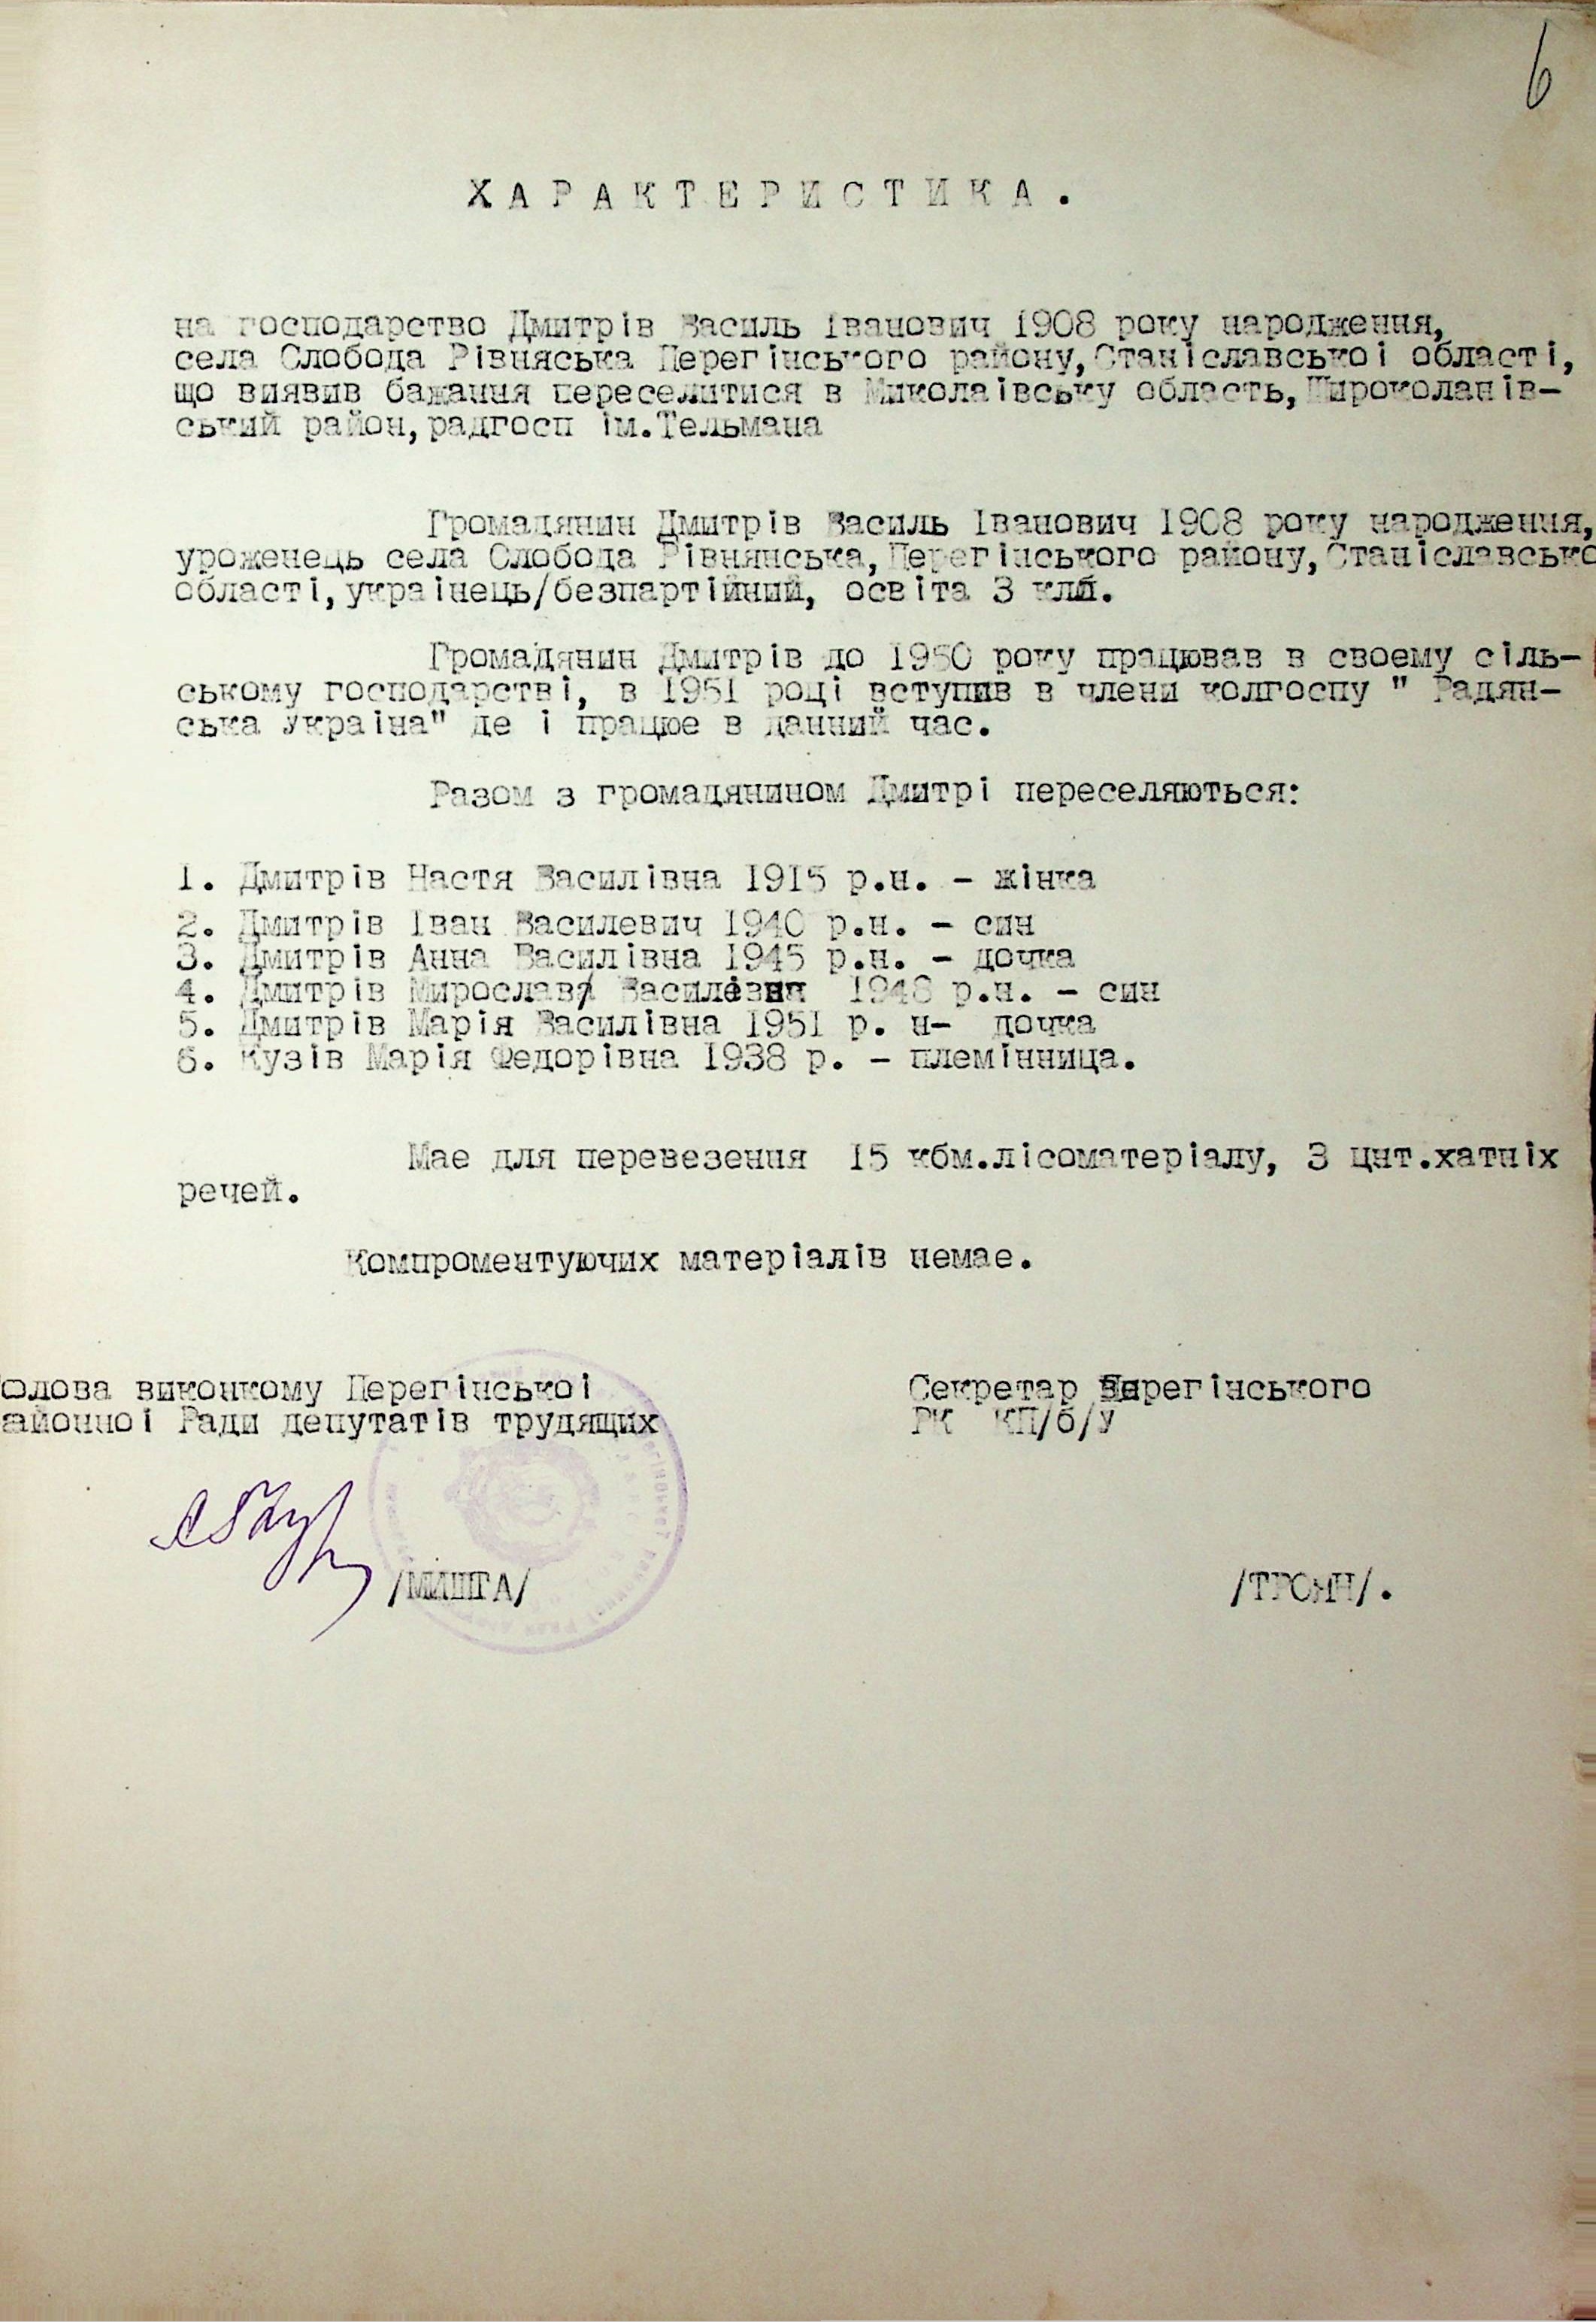 6
ХАРАКТЕРИСТИКА.
на господарство Дмитрів Василь Іванович 1908 року народження,
села Слобода Рівняська Перегінського району, Станіславської області,
що виявив бажання переселитися в Миколаївську область, Широколанів-
ський район, радгосп ім. Тельмана
Громадянин Дмитрів Василь Іванович 1908 року народження,
уроженець села Слобода Рівнянська, Перегінського району, Станіславсько
області, українець/безпартійний, освіта 3 кл.
Громадянин Дмитрів до 1950 року працював в своему сіль-
ському господарстві, в 1951 році вступив в члени колгоспу " Радян-
ська Україна" де і працює в данний час.
Разом з громадянином Дмитрі переселяються:
1. Дмитрів Настя Василівна 1915 р.н. - жінка
2. Дмитрів Іван Василевич 1940 р.н. - син
3. Дмитрів Анна Василівна 1945 р.н. - дочка
4. Дмитрів Мирослав 1948 р.н. - син
5. Дмитрів Марія Василівна 1951 р. н- дочка
6. Кузів Марія Федорівна 1938 р. - племінниця.
Має для перевезення 15 кбм. лісоматеріалу, 3 цнт. хатніх
речей.
Компроментуючих матеріалів немає.
олова виконкому Перегінської
айонної Ради депутатів трудящих
/МИШГА/
Секретар Перегінського
РК КП/б/У
/ТРОЯН/.